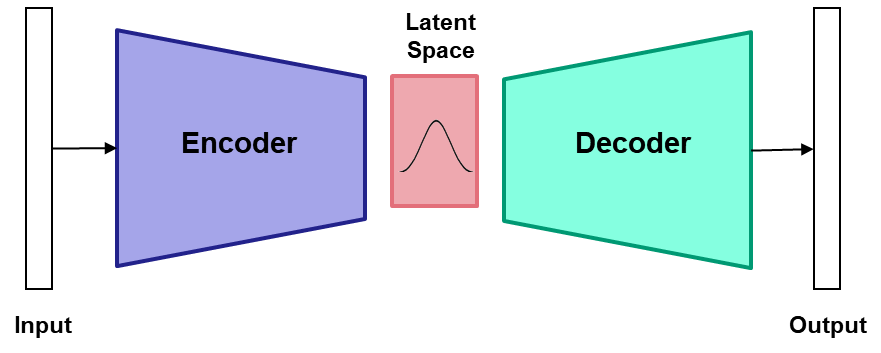 Latent
Space
Encoder
Decoder
Input
Output